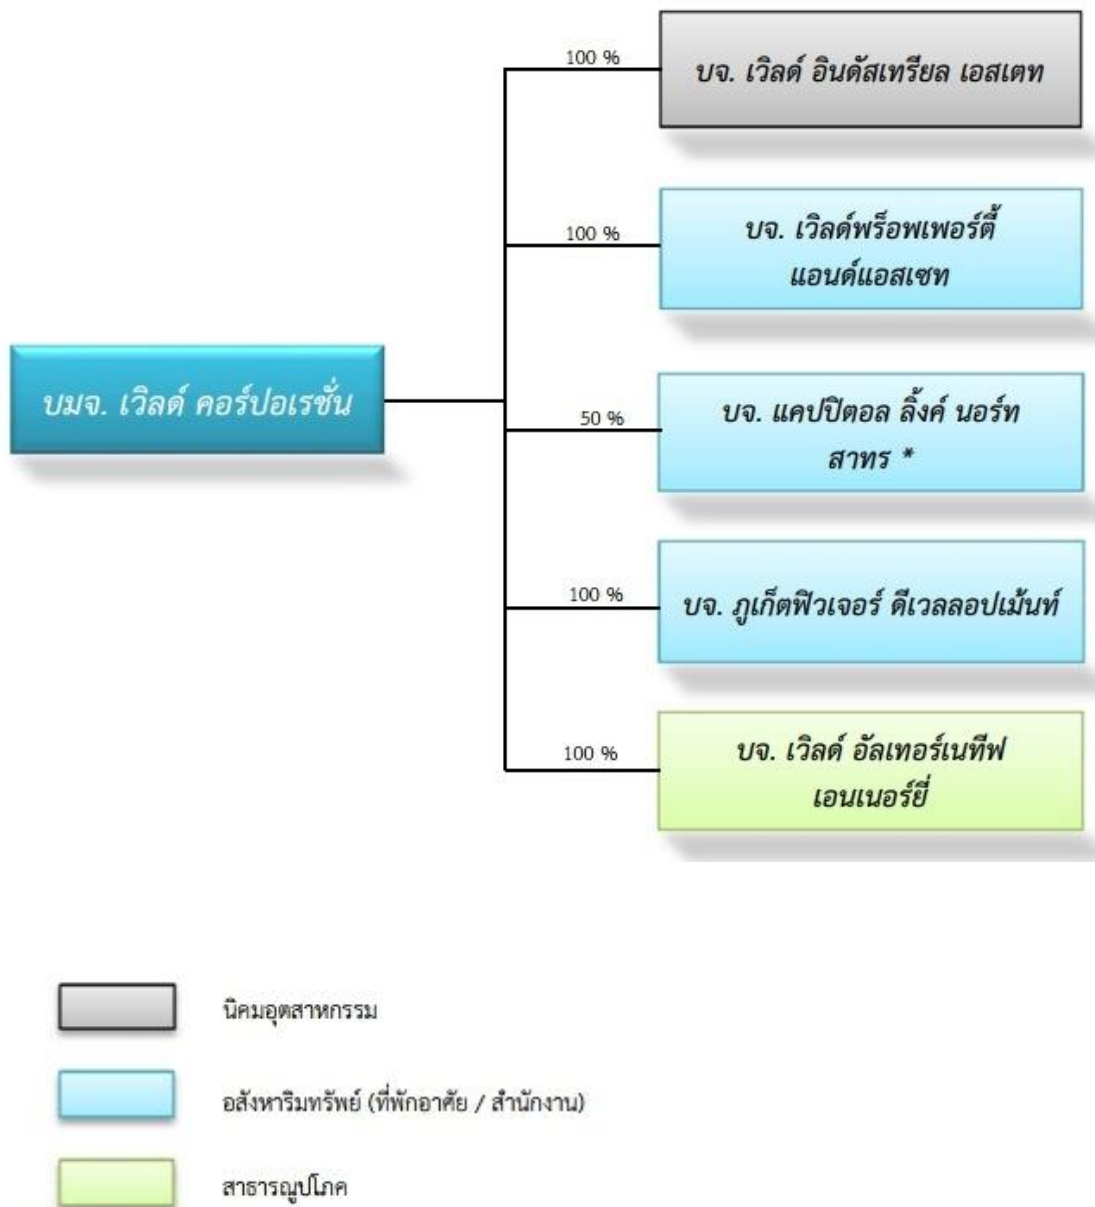 100 %
บจ. เวิลด์ อินดัสเทรียล เอสเตท
100 %
บจ. เวิลด์พร็อพเพอร์ตี้
แอนด์แอสเซท
บมจ. เวิลด์ คอร์ปอเรชั่น
50 %
บจ. แคปปิตอล ลิ้งค์ นอร์ท
สาทร *
100 %
บจ. ภูเก็ตฟิวเจอร์ ดีเวลลอปเม้นท์
100 %
บจ. เวิลด์ อัลเทอร์เนทีฟ
เอนเนอร์ยี่
นิคมอุตสาหกรรม
อสังหาริมทรัพย์ (ที่พักอาศัย / สำนักงาน)
สาธารณูปโภค